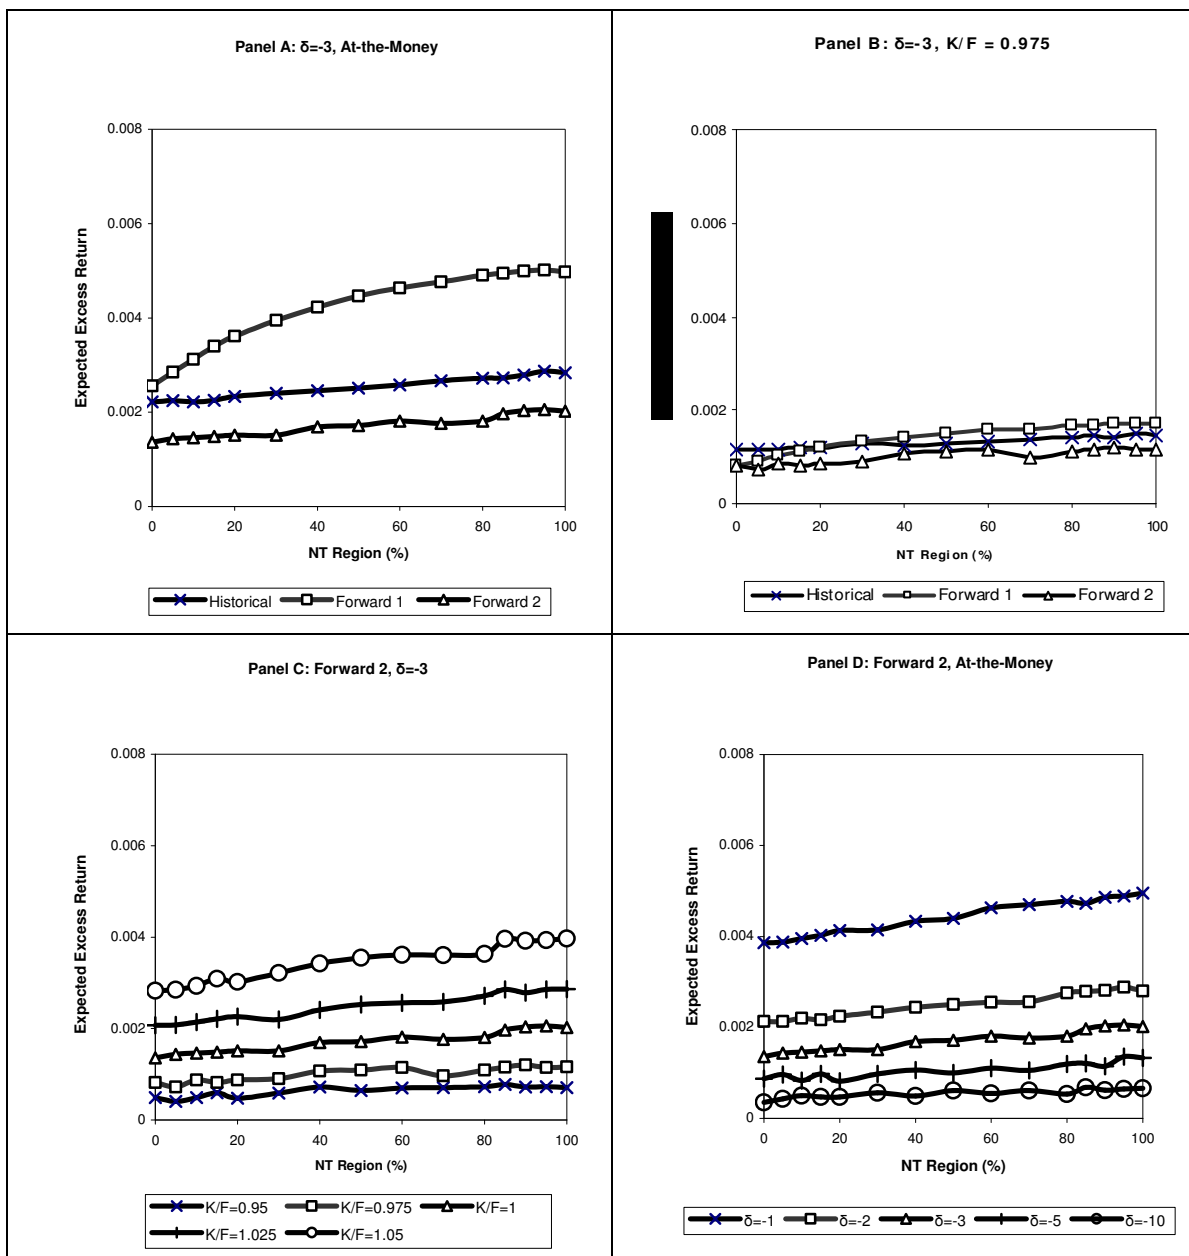 Panel A: δ=-3, At-the-Money
0.008
0.006
0.004
0.002
0
0 20 40 60 80 100
Expected Excess Return
NT Region (%)
Historical Forward 1 Forward 2
Panel B: δ=-3, K/F = 0.975
0.008
0.006
0.004
0.002
0
0 20 40 60 80 100
NT Region (%)
Historical Forward 1 Forward 2
Panel C: Forward 2, δ=-3
0.008
0.006
0.004
0.002
0
0 20 40 60 80 100
Expected Excess Return
NT Region (%)
K/F=0.95 K/F=0.975 K/F=1
K/F=1.025 K/F=1.05
Panel D: Forward 2, At-the-Money
0.008
0.006
0.004
0.002
0
0 20 40 60 80 100
Expected Excess Return
NT Region (%)
δ=-1 δ=-2 δ=-3 δ=-5 δ=-10